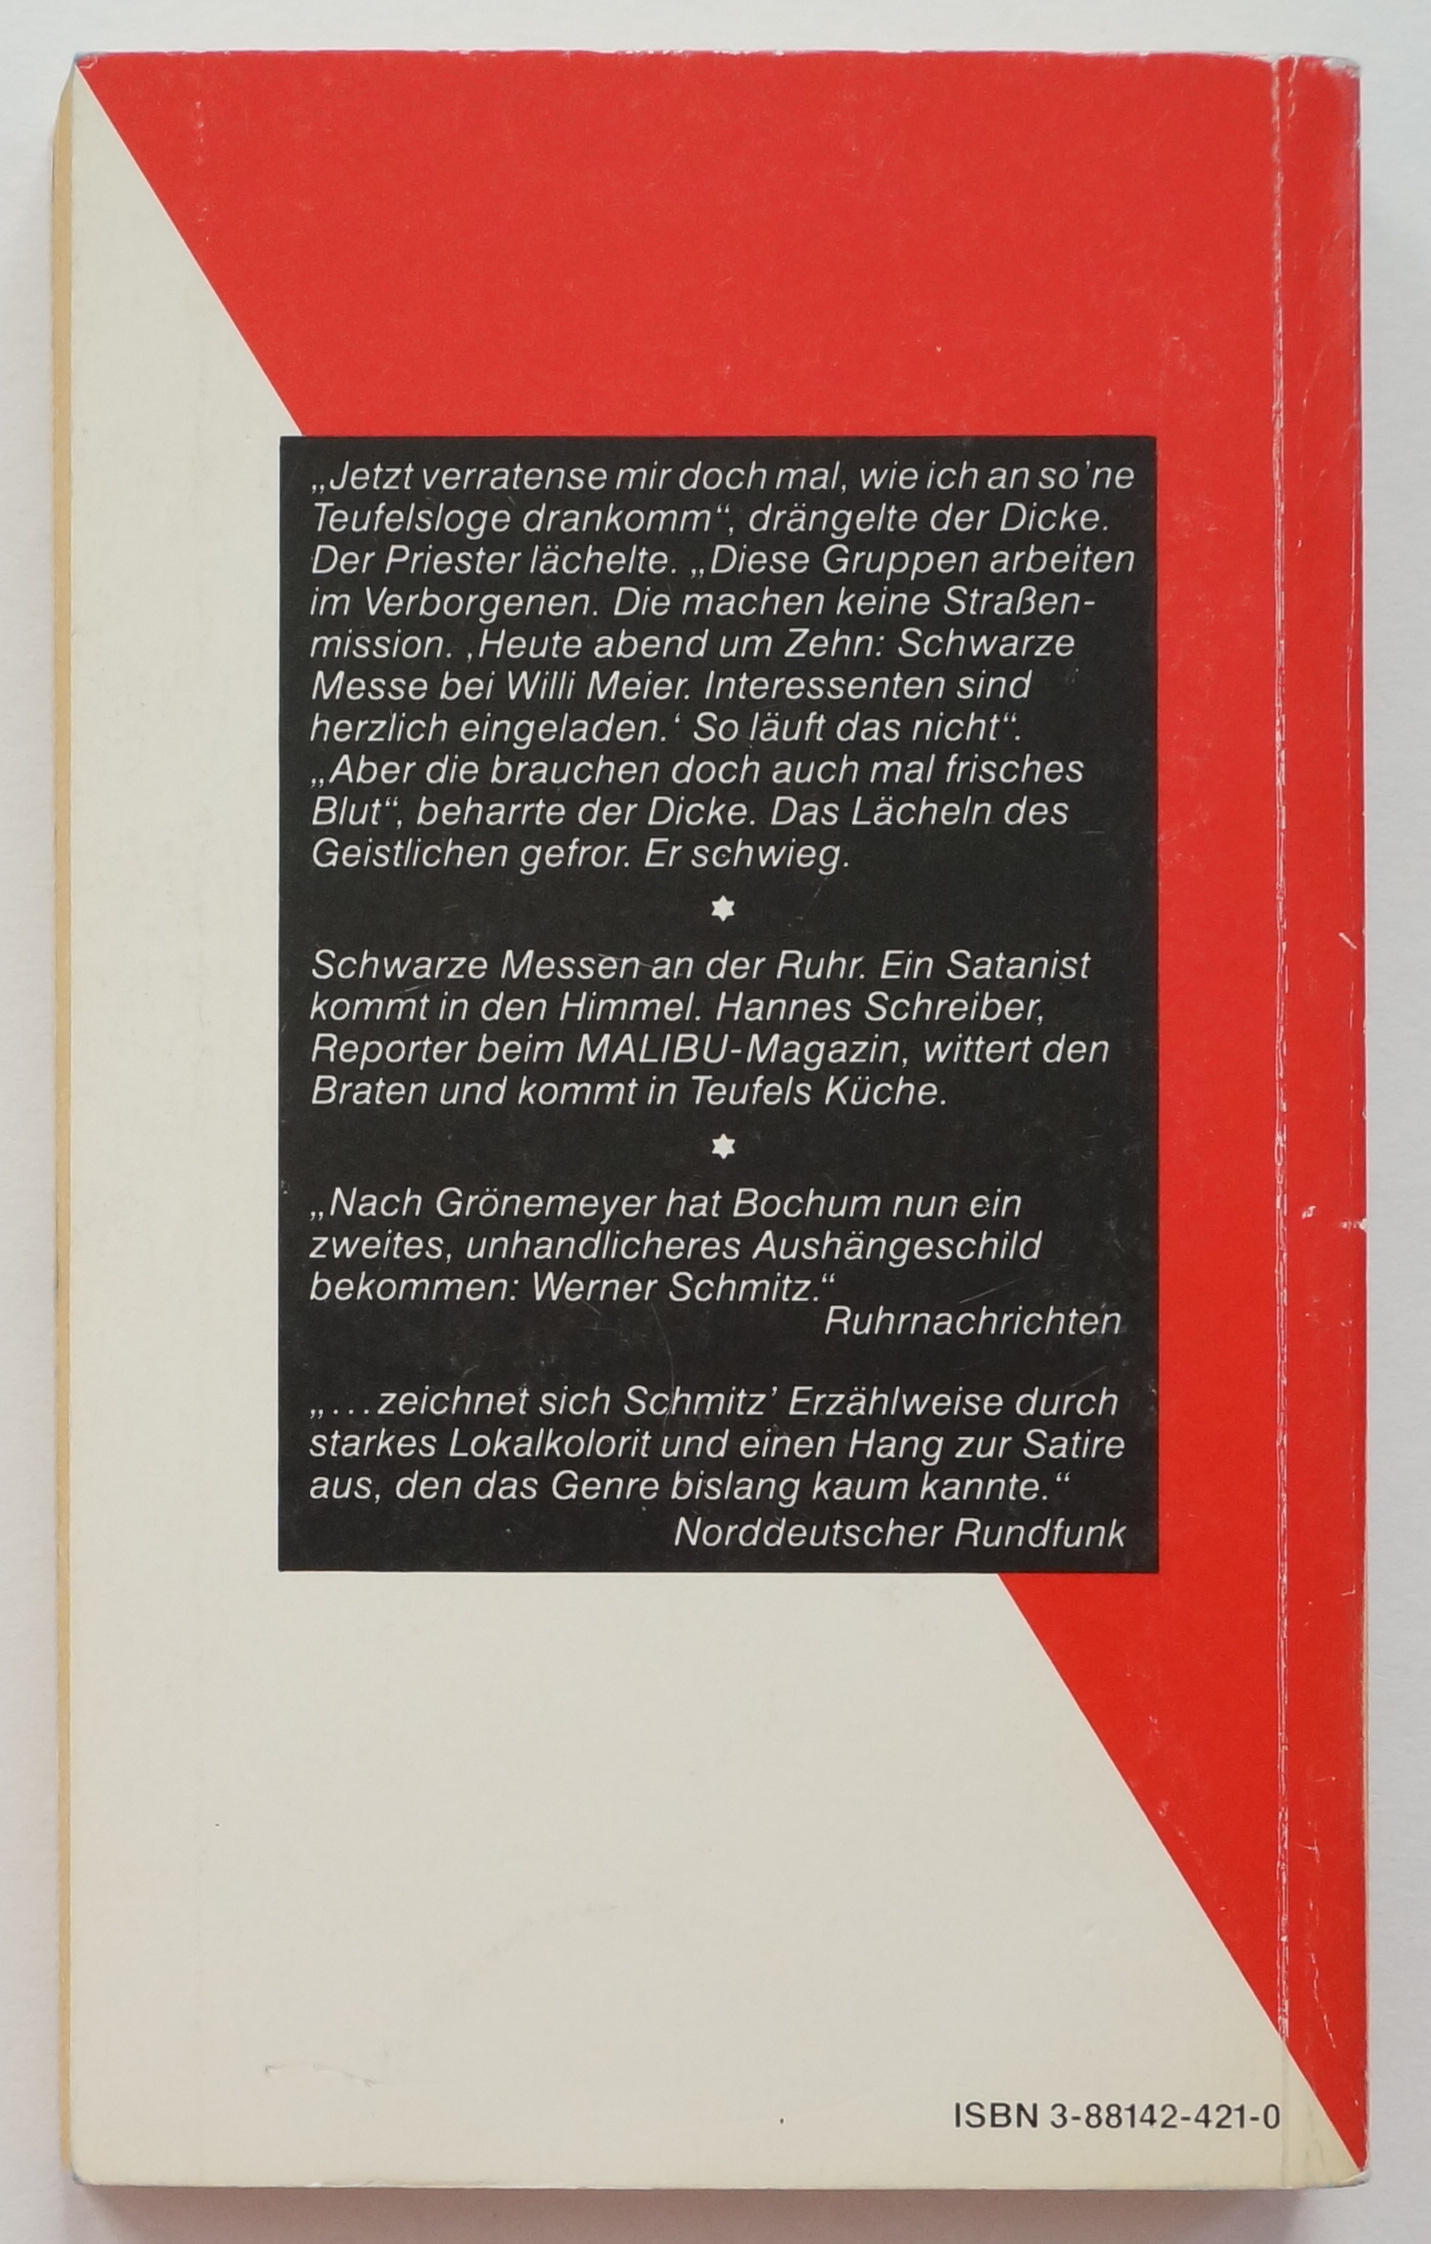 „Jetzt verratense mir doch mal, wie ich an so'ne
Teufelsloge drankomm“, drängelte der Dicke.
Der Priester lächelte. „Diese Gruppen arbeiten
im Verborgenen. Die machen keine Straßen-
mission. ‚Heute abend um Zehn: Schwarze
Messe bei Willi Meier. Interessenten sind
herzlich eingeladen.‘ So läuft das nicht“.
„Aber die brauchen doch auch mal frisches
Blut“, beharrte der Dicke. Das Lächeln des
Geistlichen gefror. Er schwieg.
Schwarze Messen an der Ruhr. Ein Satanist
kommt in den Himmel. Hannes Schreiber,
Reporter beim MALIBU-Magazin, wittert den
Braten und kommt in Teufels Küche.
„Nach Grönemeyer hat Bochum nun ein
zweites, unhandlicheres Aushängeschild
bekommen: Werner Schmitz.“
Ruhrnachrichten
„...zeichnet sich Schmitz’ Erzählweise durch
starkes Lokalkolorit und einen Hang zur Satire
aus, den das Genre bislang kaum kannte.“
Norddeutscher Rundfunk
ISBN 3-88142-421-0